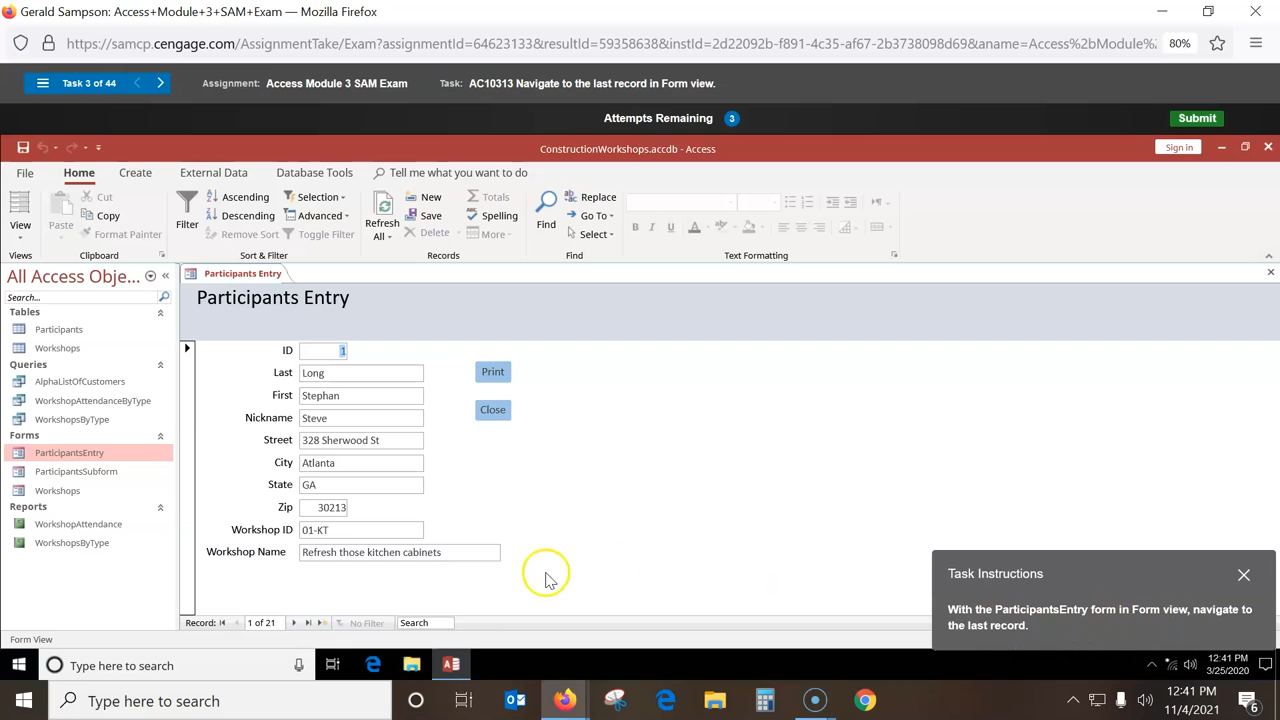 Gerald Sampson: Access+Module+3+SAM+Exam — Mozilla Firefox
https://samcp.cengage.com/AssignmentTake/Exam?assignmentId=64623133&resultId=59358638&instId=2d22092b-f891-4c35-af67-2b3738098d69&aname=Access%2bModule%
80%
Task 3 of 44
Assignment: Access Module 3 SAM Exam
Task: AC10313 Navigate to the last record in Form view.
Attempts Remaining 3
Submit
ConstructionWorkshops.accdb - Access
Sign in
File Home Create External Data Database Tools Tell me what you want to do
View
Views
Paste
Cut
Copy
Format Painter
Clipboard
Filter
Ascending
Descending
Remove Sort
Selection
Advanced
Toggle Filter
Sort & Filter
Refresh
All
New
Save
Delete
Totals
Spelling
More
Records
Find
Replace
Go To
Select
Find
B I U A
Text Formatting
All Access Obje...
Search...
Tables
Participants
Workshops
Queries
AlphaListOfCustomers
WorkshopAttendanceByType
WorkshopsByType
Forms
ParticipantsEntry
ParticipantsSubform
Workshops
Reports
WorkshopAttendance
WorkshopsByType
Participants Entry
Participants Entry
ID 1
Last Long
First Stephan
Nickname Steve
Street 328 Sherwood St
City Atlanta
State GA
Zip 30213
Workshop ID 01-KT
Workshop Name Refresh those kitchen cabinets
Print
Close
Task Instructions
With the ParticipantsEntry form in Form view, navigate to
the last record.
Record: 1 of 21 No Filter Search
Form View
Type here to search
12:41 PM
3/25/2020
Type here to search
12:41 PM
11/4/2021
6